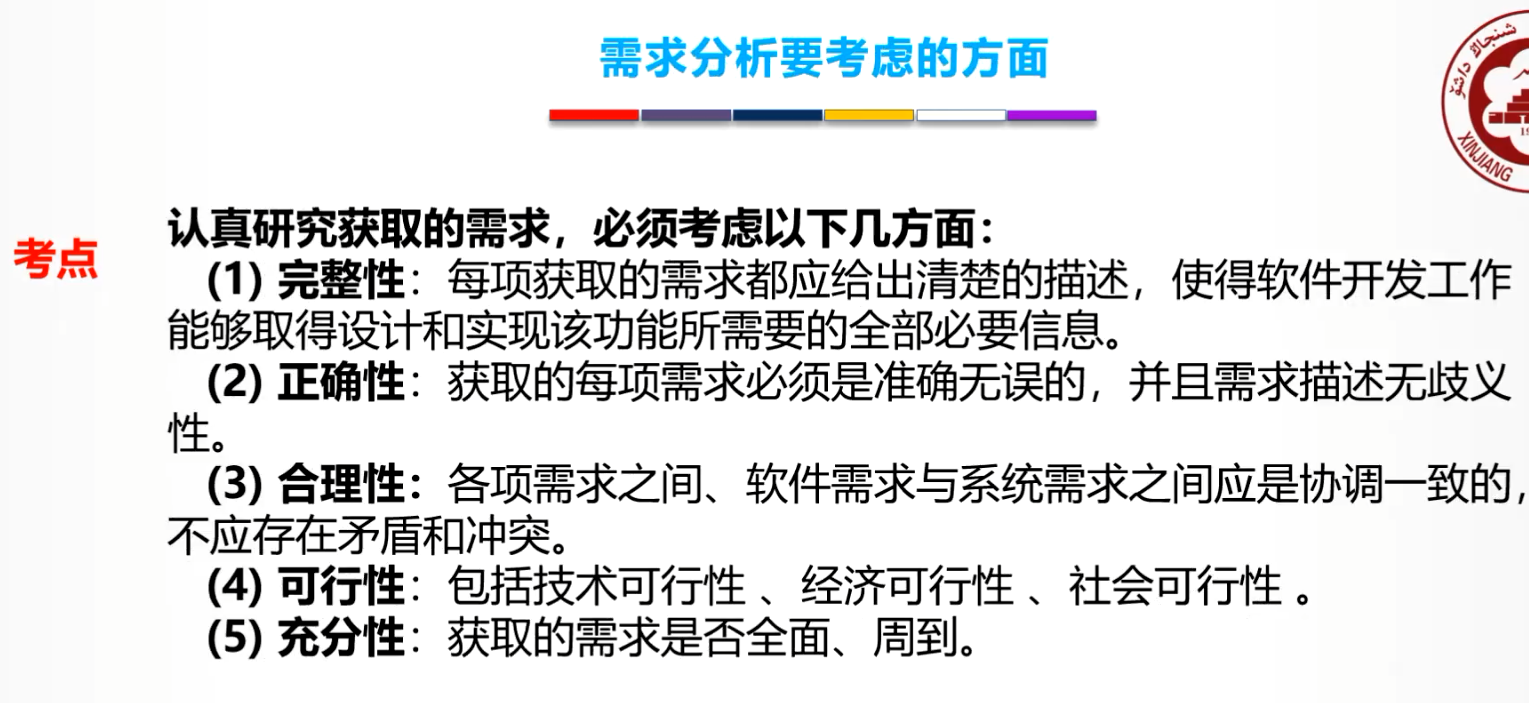 需求分析要考虑的方面
شىنجاڭ داشۆ
XINJIANG
考点
认真研究获取的需求，必须考虑以下几方面：
(1) 完整性：每项获取的需求都应给出清楚的描述，使得软件开发工作
能够取得设计和实现该功能所需要的全部必要信息。
(2) 正确性：获取的每项需求必须是准确无误的，并且需求描述无歧义
性。
(3) 合理性：各项需求之间、软件需求与系统需求之间应是协调一致的，
不应存在矛盾和冲突。
(4) 可行性：包括技术可行性 、经济可行性 、社会可行性 。
(5) 充分性：获取的需求是否全面、周到。